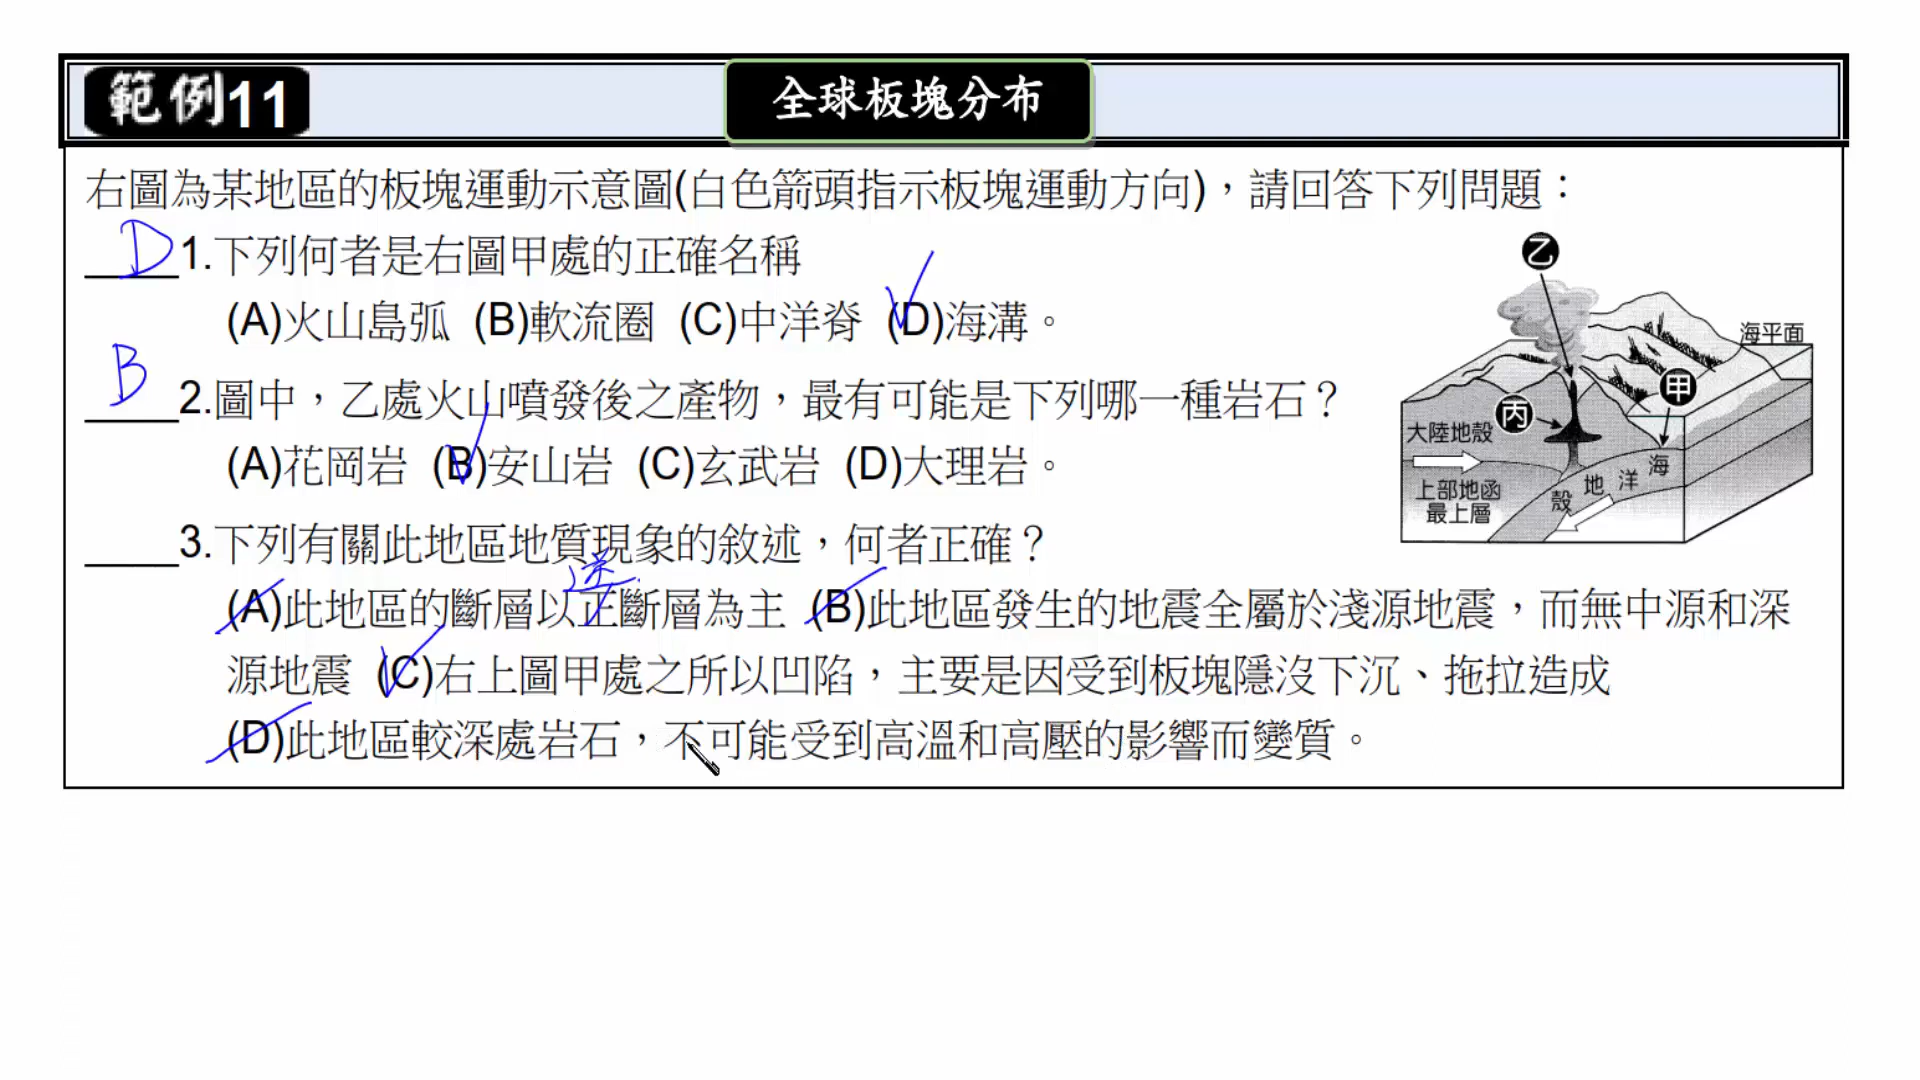 範例11
全球板塊分布
右圖為某地區的板塊運動示意圖(白色箭頭指示板塊運動方向)，請回答下列問題：
D 1.下列何者是右圖甲處的正確名稱
(A)火山島弧 (B)軟流圈 (C)中洋脊 (D)海溝。
B 2.圖中，乙處火山噴發後之產物，最有可能是下列哪一種岩石？
(A)花岡岩 (B)安山岩 (C)玄武岩 (D)大理岩。
3.下列有關此地區地質現象的敘述，何者正確？
逆
(A)此地區的斷層以正斷層為主 (B)此地區發生的地震全屬於淺源地震，而無中源和深
源地震 (C)右上圖甲處之所以凹陷，主要是因受到板塊隱沒下沉、拖拉造成
(D)此地區較深處岩石，不可能受到高溫和高壓的影響而變質。
乙
海平面
甲
丙
大陸地殼
海洋地殼
上部地函
最上層